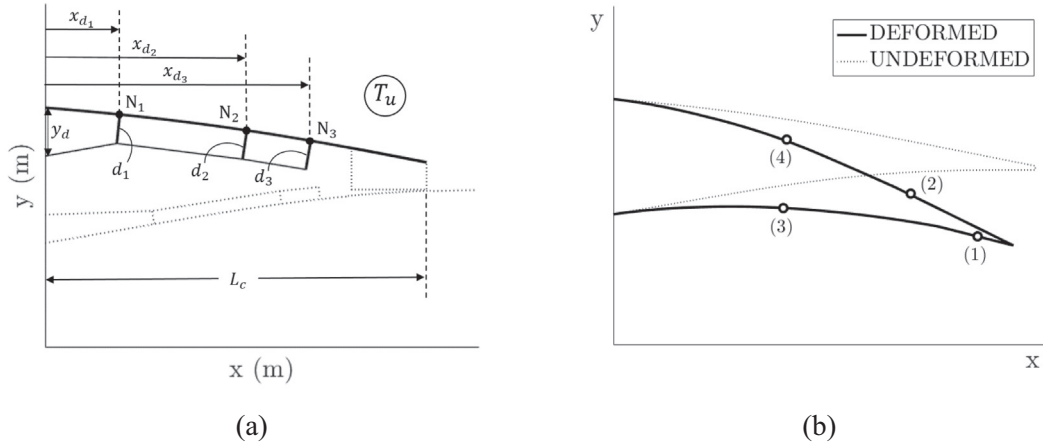 x_{d_1}
x_{d_2}
x_{d_3}
T_u
N_1
N_2
N_3
y_d
d_1
d_2
d_3
L_c
y (m)
x (m)
(a)
y
DEFORMED
UNDEFORMED
(4)
(2)
(3)
(1)
x
(b)